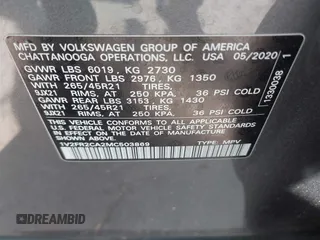 MFD. BY VOLKSWAGEN GROUP OF AMERICA
CHATTANOOGA OPERATIONS, LLC. USA 05/2020
GVWR LBS 6019, KG 2730
GAWR FRONT LBS 2976, KG 1350
WITH 265/45R21 TIRES,
9JX21 RIMS, AT 250 KPA, 36 PSI COLD
GAWR REAR LBS 3153, KG 1430
WITH 265/45R21 TIRES,
9JX21 RIMS, AT 250 KPA, 36 PSI COLD
THIS VEHICLE CONFORMS TO ALL APPLICABLE
FEDERAL MOTOR VEHICLE SAFETY STANDARDS
IN EFFECT ON THE DATE OF MANUFACTURE
SHOWN ABOVE.
1V2FR2CA2MC503869 TYPE: MPV
1330038
1
DREAMBID